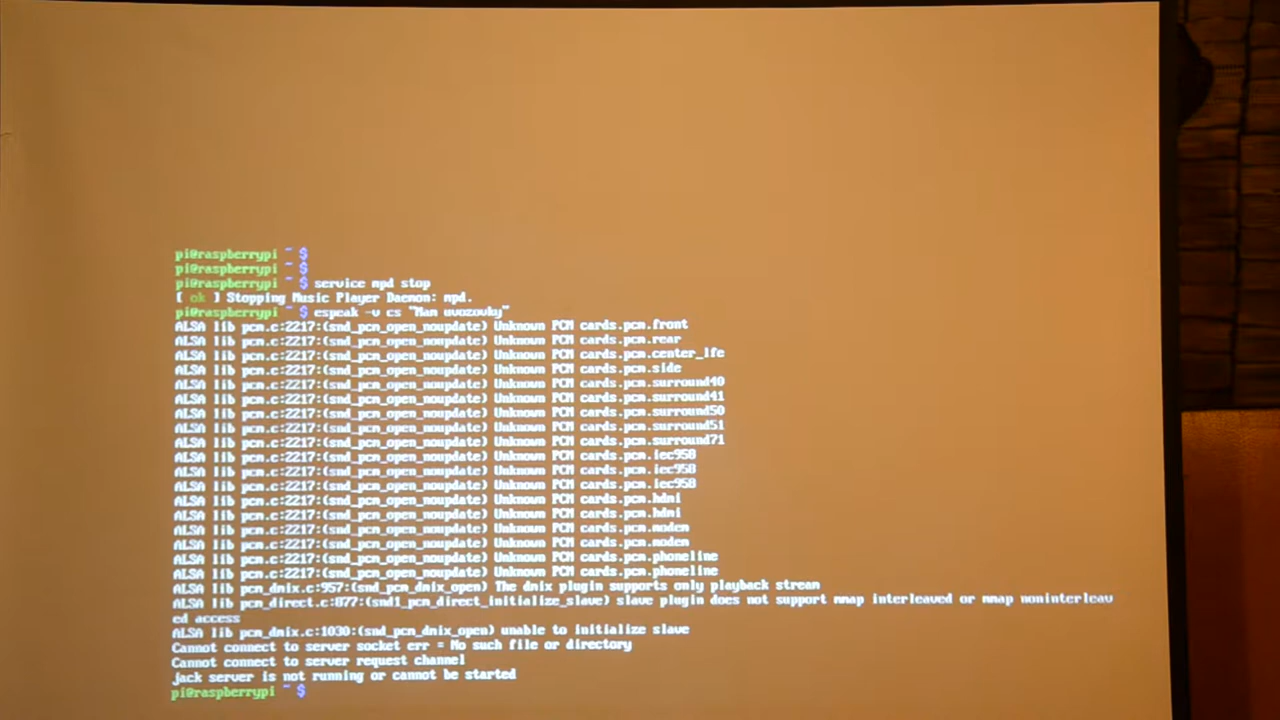 pi@raspberrypi ~ $
pi@raspberrypi ~ $
pi@raspberrypi ~ $ service mpd stop
[ ok ] Stopping Music Player Daemon: mpd.
pi@raspberrypi ~ $ espeak -v cs "Mam uvozovky"
ALSA lib pcm.c:2217:(snd_pcm_open_noupdate) Unknown PCM cards.pcm.front
ALSA lib pcm.c:2217:(snd_pcm_open_noupdate) Unknown PCM cards.pcm.rear
ALSA lib pcm.c:2217:(snd_pcm_open_noupdate) Unknown PCM cards.pcm.center_lfe
ALSA lib pcm.c:2217:(snd_pcm_open_noupdate) Unknown PCM cards.pcm.side
ALSA lib pcm.c:2217:(snd_pcm_open_noupdate) Unknown PCM cards.pcm.surround40
ALSA lib pcm.c:2217:(snd_pcm_open_noupdate) Unknown PCM cards.pcm.surround41
ALSA lib pcm.c:2217:(snd_pcm_open_noupdate) Unknown PCM cards.pcm.surround50
ALSA lib pcm.c:2217:(snd_pcm_open_noupdate) Unknown PCM cards.pcm.surround51
ALSA lib pcm.c:2217:(snd_pcm_open_noupdate) Unknown PCM cards.pcm.surround71
ALSA lib pcm.c:2217:(snd_pcm_open_noupdate) Unknown PCM cards.pcm.iec958
ALSA lib pcm.c:2217:(snd_pcm_open_noupdate) Unknown PCM cards.pcm.iec958
ALSA lib pcm.c:2217:(snd_pcm_open_noupdate) Unknown PCM cards.pcm.iec958
ALSA lib pcm.c:2217:(snd_pcm_open_noupdate) Unknown PCM cards.pcm.hdmi
ALSA lib pcm.c:2217:(snd_pcm_open_noupdate) Unknown PCM cards.pcm.hdmi
ALSA lib pcm.c:2217:(snd_pcm_open_noupdate) Unknown PCM cards.pcm.modem
ALSA lib pcm.c:2217:(snd_pcm_open_noupdate) Unknown PCM cards.pcm.modem
ALSA lib pcm.c:2217:(snd_pcm_open_noupdate) Unknown PCM cards.pcm.phoneline
ALSA lib pcm.c:2217:(snd_pcm_open_noupdate) Unknown PCM cards.pcm.phoneline
ALSA lib pcm_dmix.c:957:(snd_pcm_dmix_open) The dmix plugin supports only playback stream
ALSA lib pcm_direct.c:877:(snd1_pcm_direct_initialize_slave) slave plugin does not support mmap interleaved or mmap noninterleav
ed access
ALSA lib pcm_dmix.c:1030:(snd_pcm_dmix_open) unable to initialize slave
Cannot connect to server socket err = No such file or directory
Cannot connect to server request channel
jack server is not running or cannot be started
pi@raspberrypi ~ $